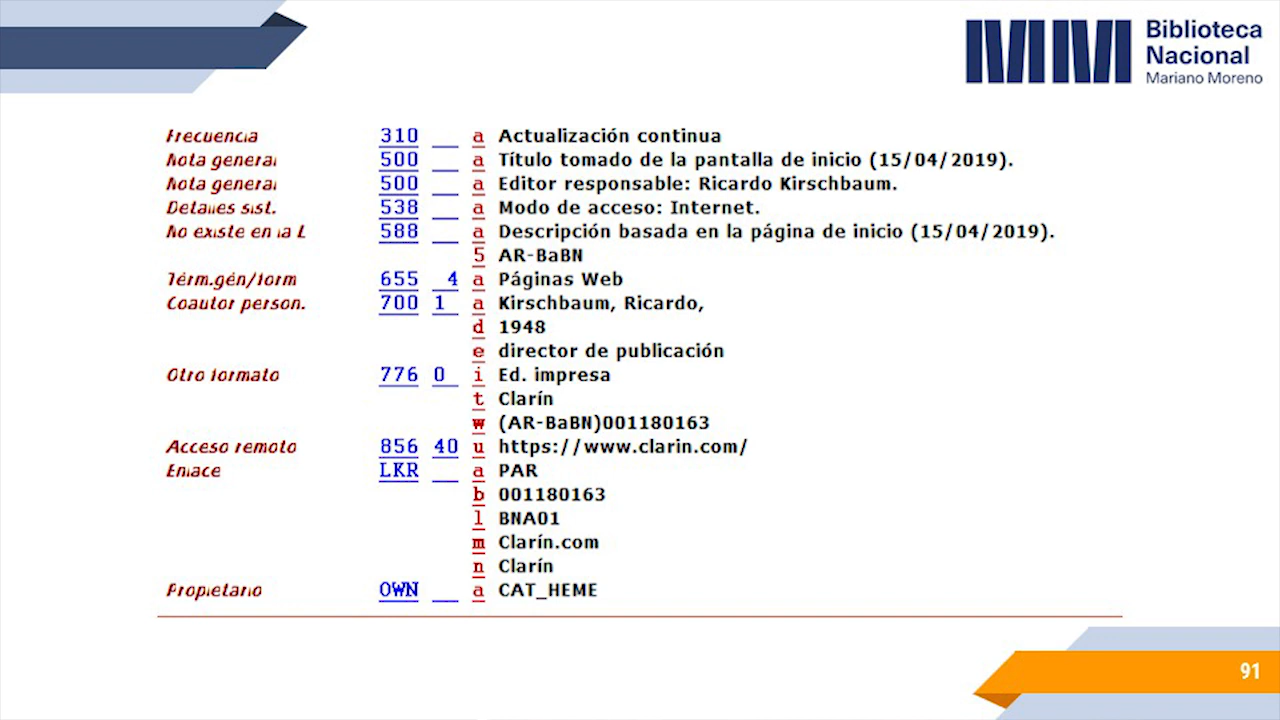 Biblioteca
Nacional
Mariano Moreno
Frecuencia 310 a Actualización continua
Nota general 500 a Título tomado de la pantalla de inicio (15/04/2019).
Nota general 500 a Editor responsable: Ricardo Kirschbaum.
Detalles sist. 538 a Modo de acceso: Internet.
No existe en la L 588 a Descripción basada en la página de inicio (15/04/2019).
5 AR-BaBN
Térm.gén/form 655 4 a Páginas Web
Coautor person. 700 1 a Kirschbaum, Ricardo,
d 1948
e director de publicación
Otro formato 776 0 i Ed. impresa
t Clarín
w (AR-BaBN)001180163
Acceso remoto 856 40 u https://www.clarin.com/
Enlace LKR a PAR
b 001180163
l BNA01
m Clarín.com
n Clarín
Propietario OWN a CAT_HEME
91